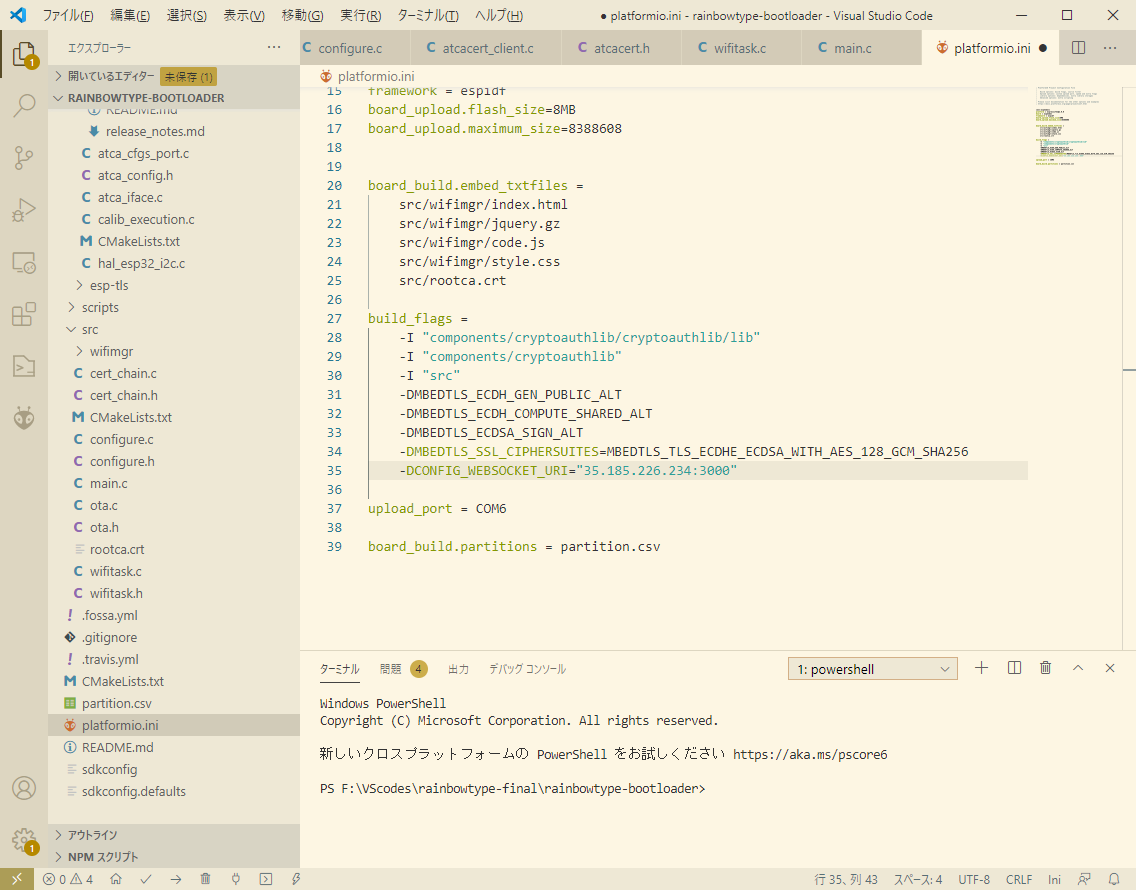 ファイル(F) 編集(E) 選択(S) 表示(V) 移動(G) 実行(R) ターミナル(T) ヘルプ(H) ● platformio.ini - rainbowtype-bootloader - Visual Studio Code
エクスプローラー ···
configure.c atcacert_client.c atcacert.h wifitask.c main.c platformio.ini ● ···
1
開いているエディター 未保存 (1)
RAINBOWTYPE-BOOTLOADER
README.md
release_notes.md
atca_cfgs_port.c
atca_config.h
atca_iface.c
calib_execution.c
CMakeLists.txt
hal_esp32_i2c.c
esp-tls
scripts
src
wifimgr
cert_chain.c
cert_chain.h
CMakeLists.txt
configure.c
configure.h
main.c
ota.c
ota.h
rootca.crt
wifitask.c
wifitask.h
.fossa.yml
.gitignore
.travis.yml
CMakeLists.txt
partition.csv
platformio.ini
README.md
sdkconfig
sdkconfig.defaults
アウトライン
NPM スクリプト
1
platformio.ini
15 framework = espidf
16 board_upload.flash_size=8MB
17 board_upload.maximum_size=8388608
18
19
20 board_build.embed_txtfiles =
21 src/wifimgr/index.html
22 src/wifimgr/jquery.gz
23 src/wifimgr/code.js
24 src/wifimgr/style.css
25 src/rootca.crt
26
27 build_flags =
28 -I "components/cryptoauthlib/cryptoauthlib/lib"
29 -I "components/cryptoauthlib"
30 -I "src"
31 -DMBEDTLS_ECDH_GEN_PUBLIC_ALT
32 -DMBEDTLS_ECDH_COMPUTE_SHARED_ALT
33 -DMBEDTLS_ECDSA_SIGN_ALT
34 -DMBEDTLS_SSL_CIPHERSUITES=MBEDTLS_TLS_ECDHE_ECDSA_WITH_AES_128_GCM_SHA256
35 -DCONFIG_WEBSOCKET_URI="35.185.226.234:3000"
36
37 upload_port = COM6
38
39 board_build.partitions = partition.csv
ターミナル 問題 4 出力 デバッグ コンソール 1: powershell
Windows PowerShell
Copyright (C) Microsoft Corporation. All rights reserved.
新しいクロスプラットフォームの PowerShell をお試しください https://aka.ms/pscore6
PS F:\VScodes\rainbowtype-final\rainbowtype-bootloader>
0 4 行 35、列 43 スペース: 4 UTF-8 CRLF Ini